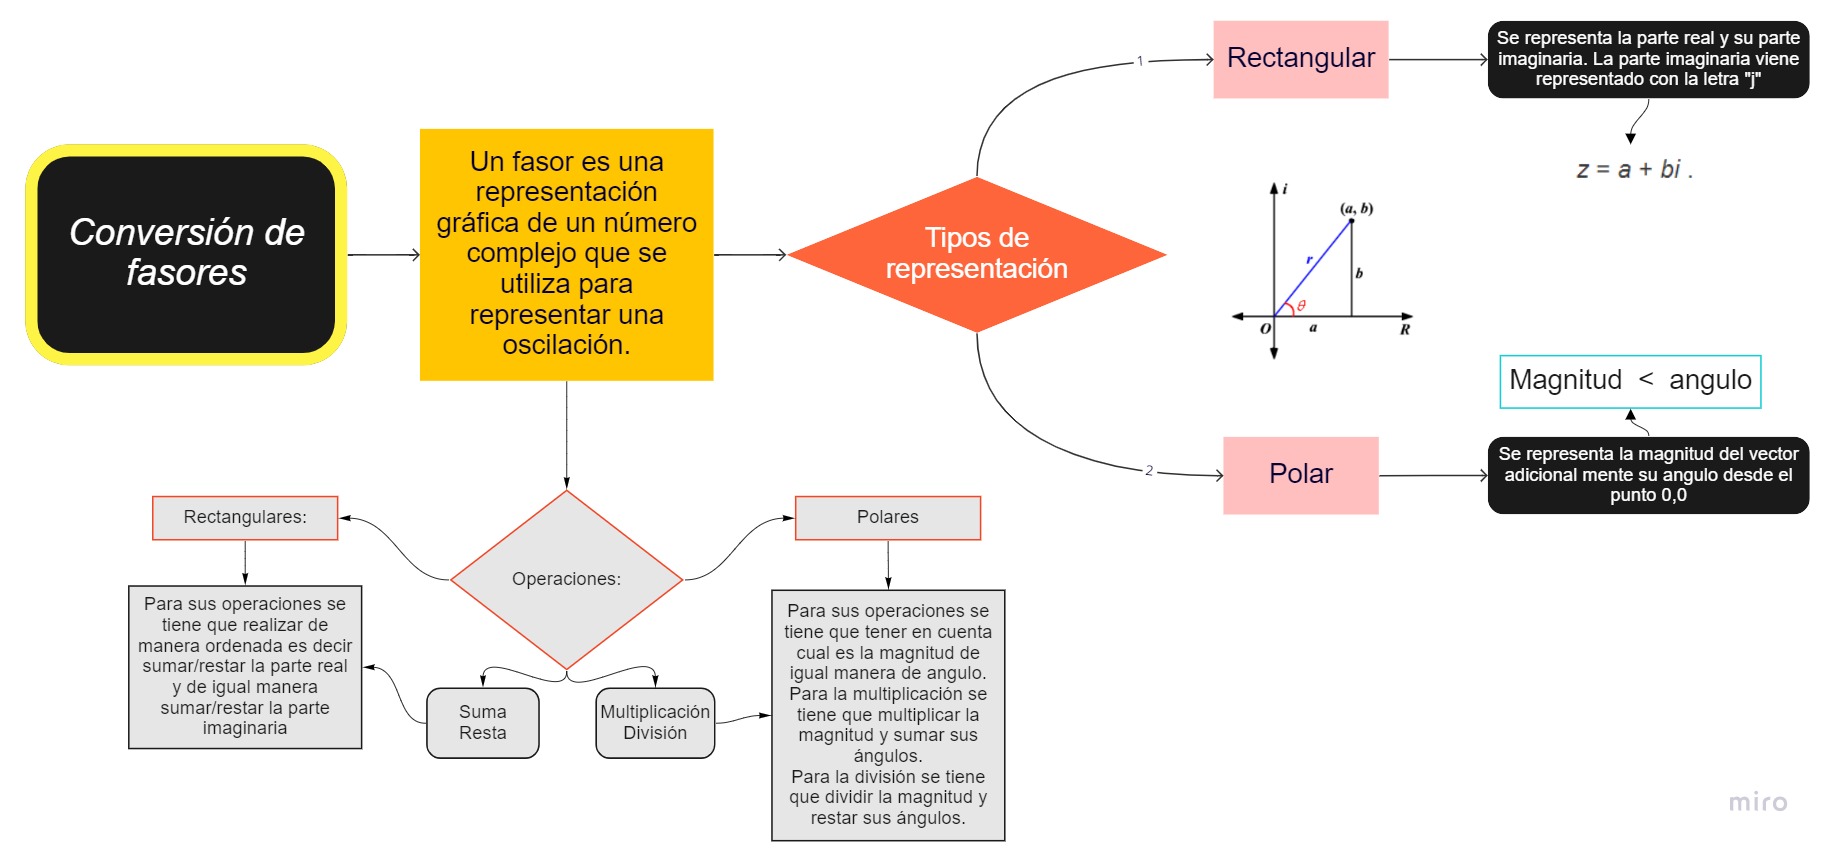 Conversión de
fasores
Un fasor es una
representación
gráfica de un número
complejo que se
utiliza para
representar una
oscilación.
Tipos de
representación
1
Rectangular
Se representa la parte real y su parte
imaginaria. La parte imaginaria viene
representado con la letra "j"
z = a + bi .
i
(a, b)
r
b
θ
O
a
R
2
Polar
Magnitud < angulo
Se representa la magnitud del vector
adicional mente su angulo desde el
punto 0,0
Operaciones:
Rectangulares:
Para sus operaciones se
tiene que realizar de
manera ordenada es decir
sumar/restar la parte real
y de igual manera
sumar/restar la parte
imaginaria
Suma
Resta
Multiplicación
División
Polares
Para sus operaciones se
tiene que tener en cuenta
cual es la magnitud de
igual manera de angulo.
Para la multiplicación se
tiene que multiplicar la
magnitud y sumar sus
ángulos.
Para la división se tiene
que dividir la magnitud y
restar sus ángulos.
miro